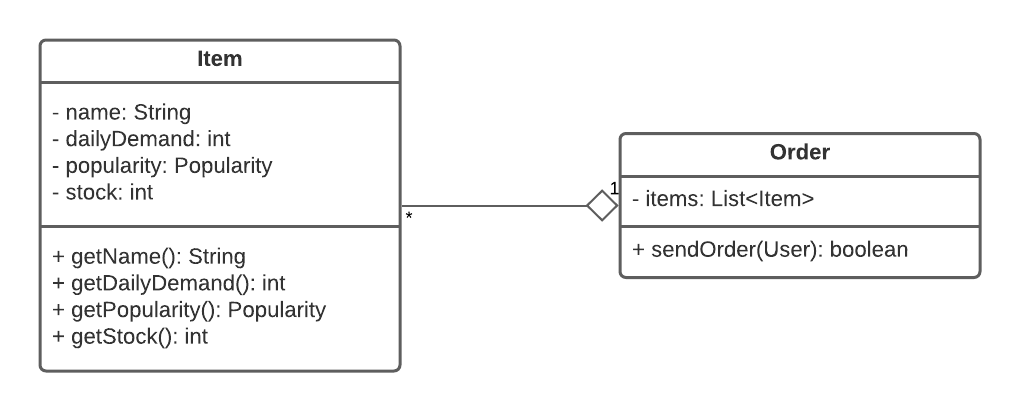 Item
- name: String
- dailyDemand: int
- popularity: Popularity
- stock: int
+ getName(): String
+ getDailyDemand(): int
+ getPopularity(): Popularity
+ getStock(): int
*
1
Order
- items: List<Item>
+ sendOrder(User): boolean